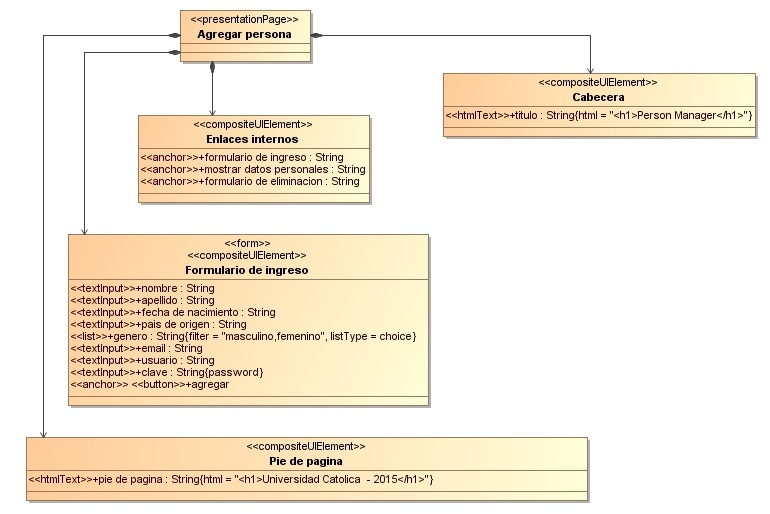 <<presentationPage>>
Agregar persona
<<compositeUIElement>>
Cabecera
<<htmlText>>+titulo : String{html = "<h1>Person Manager</h1>"}
<<compositeUIElement>>
Enlaces internos
<<anchor>>+formulario de ingreso : String
<<anchor>>+mostrar datos personales : String
<<anchor>>+formulario de eliminacion : String
<<form>>
<<compositeUIElement>>
Formulario de ingreso
<<textInput>>+nombre : String
<<textInput>>+apellido : String
<<textInput>>+fecha de nacimiento : String
<<textInput>>+pais de origen : String
<<list>>+genero : String{filter = "masculino,femenino", listType = choice}
<<textInput>>+email : String
<<textInput>>+usuario : String
<<textInput>>+clave : String{password}
<<anchor>> <<button>>+agregar
<<compositeUIElement>>
Pie de pagina
<<htmlText>>+pie de pagina : String{html = "<h1>Universidad Catolica  - 2015</h1>"}